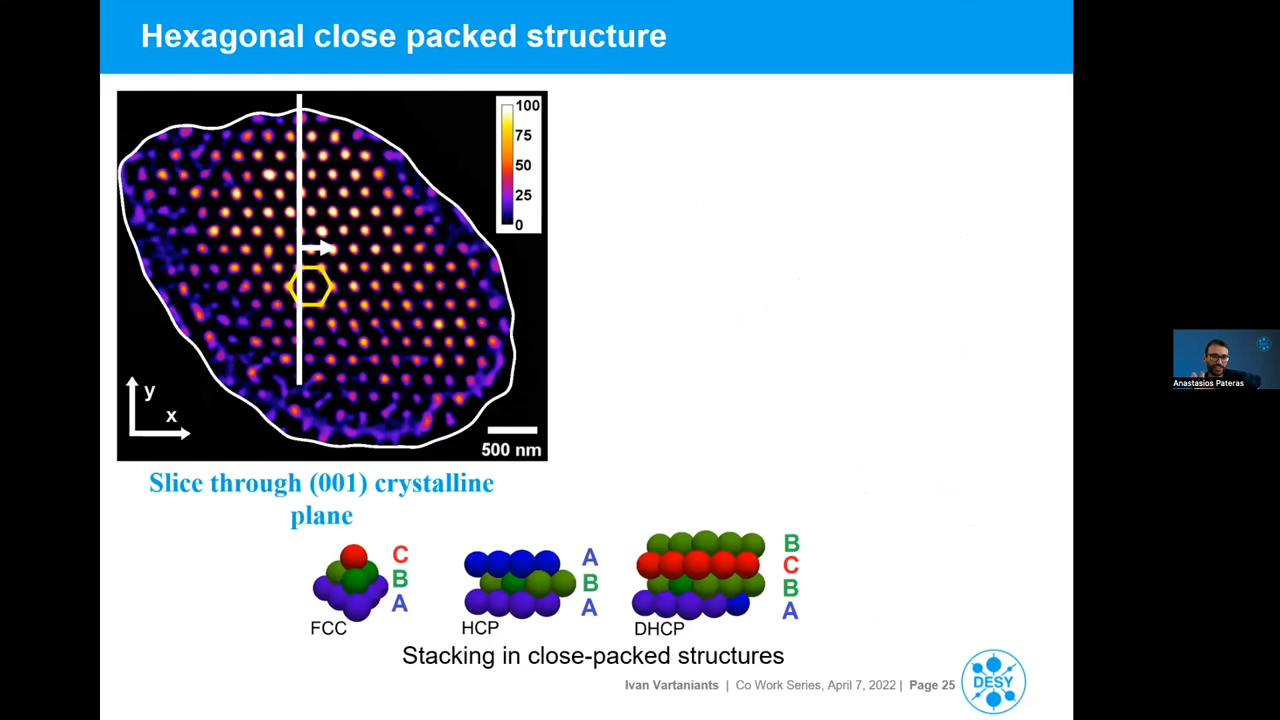 Hexagonal close packed structure
100
75
50
25
0
y
x
500 nm
Slice through (001) crystalline
plane
C
B
A
FCC
A
B
A
HCP
B
C
B
A
DHCP
Stacking in close-packed structures
Ivan Vartaniants | Co Work Series, April 7, 2022 | Page 25
DESY
Anastasios Pateras